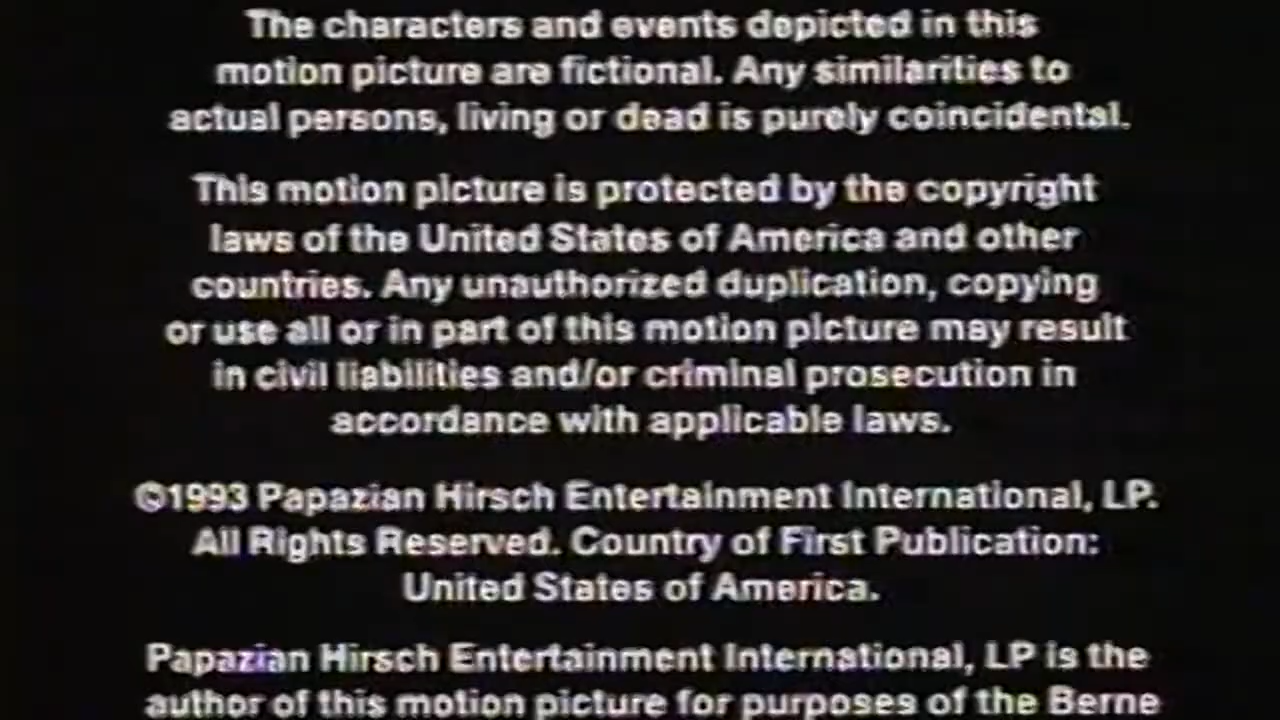 The characters and events depicted in this
motion picture are fictional. Any similarities to
actual persons, living or dead is purely coincidental.
This motion picture is protected by the copyright
laws of the United States of America and other
countries. Any unauthorized duplication, copying
or use all or in part of this motion picture may result
in civil liabilities and/or criminal prosecution in
accordance with applicable laws.
©1993 Papazian Hirsch Entertainment International, LP.
All Rights Reserved. Country of First Publication:
United States of America.
Papazian Hirsch Entertainment International, LP is the
author of this motion picture for purposes of the Berne